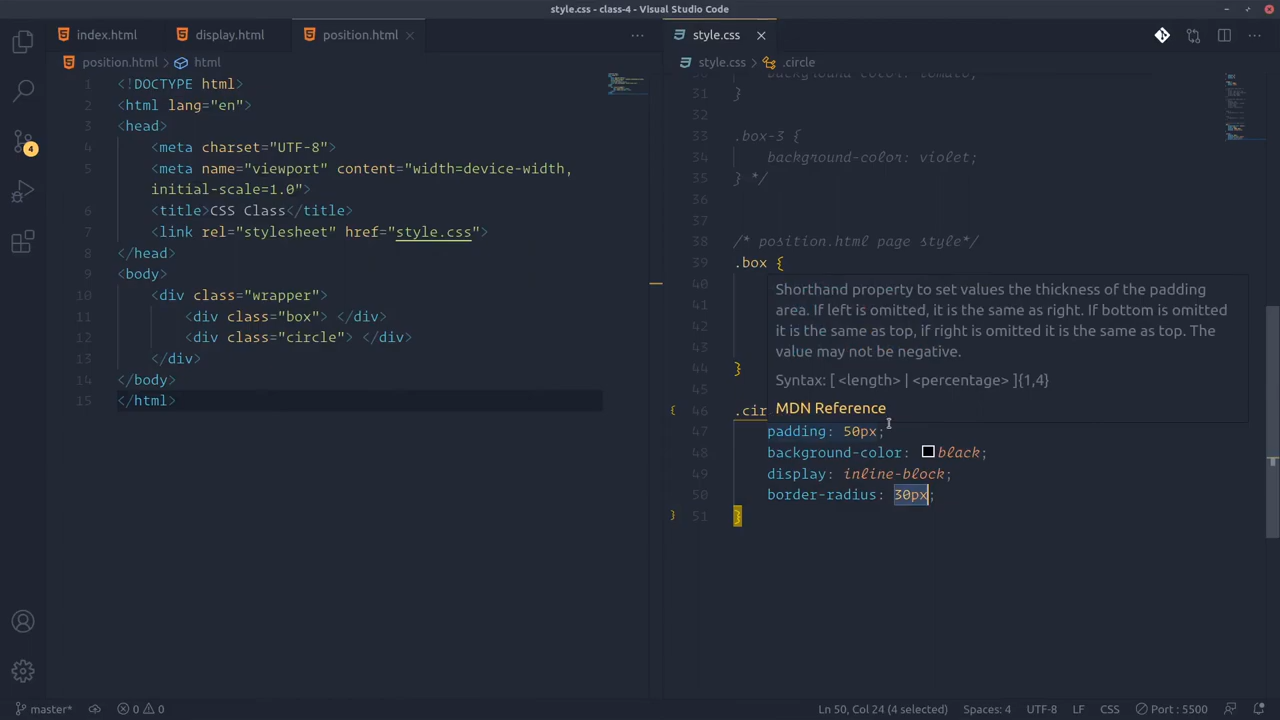 style.css - class-4 - Visual Studio Code
index.html
display.html
position.html
position.html
html
1 <!DOCTYPE html>
2 <html lang="en">
3 <head>
4 <meta charset="UTF-8">
5 <meta name="viewport" content="width=device-width,
initial-scale=1.0">
6 <title>CSS Class</title>
7 <link rel="stylesheet" href="style.css">
8 </head>
9 <body>
10 <div class="wrapper">
11 <div class="box"> </div>
12 <div class="circle"> </div>
13 </div>
14 </body>
15 </html>
4
style.css
style.css
.circle
30 background-color: tomato;
31 }
32
33 .box-3 {
34 background-color: violet;
35 } */
36
37
38 /* position.html page style*/
39 .box {
40
41
42
43
44 }
45
Shorthand property to set values the thickness of the padding
area. If left is omitted, it is the same as right. If bottom is omitted
it is the same as top, if right is omitted it is the same as top. The
value may not be negative.
Syntax: [ <length> | <percentage> ]{1,4}
MDN Reference
{ 46 .cir
47 padding: 50px;
48 background-color: black;
49 display: inline-block;
50 border-radius: 30px;
} 51 }
master*
0
0
Ln 50, Col 24 (4 selected)
Spaces: 4
UTF-8
LF
CSS
Port : 5500